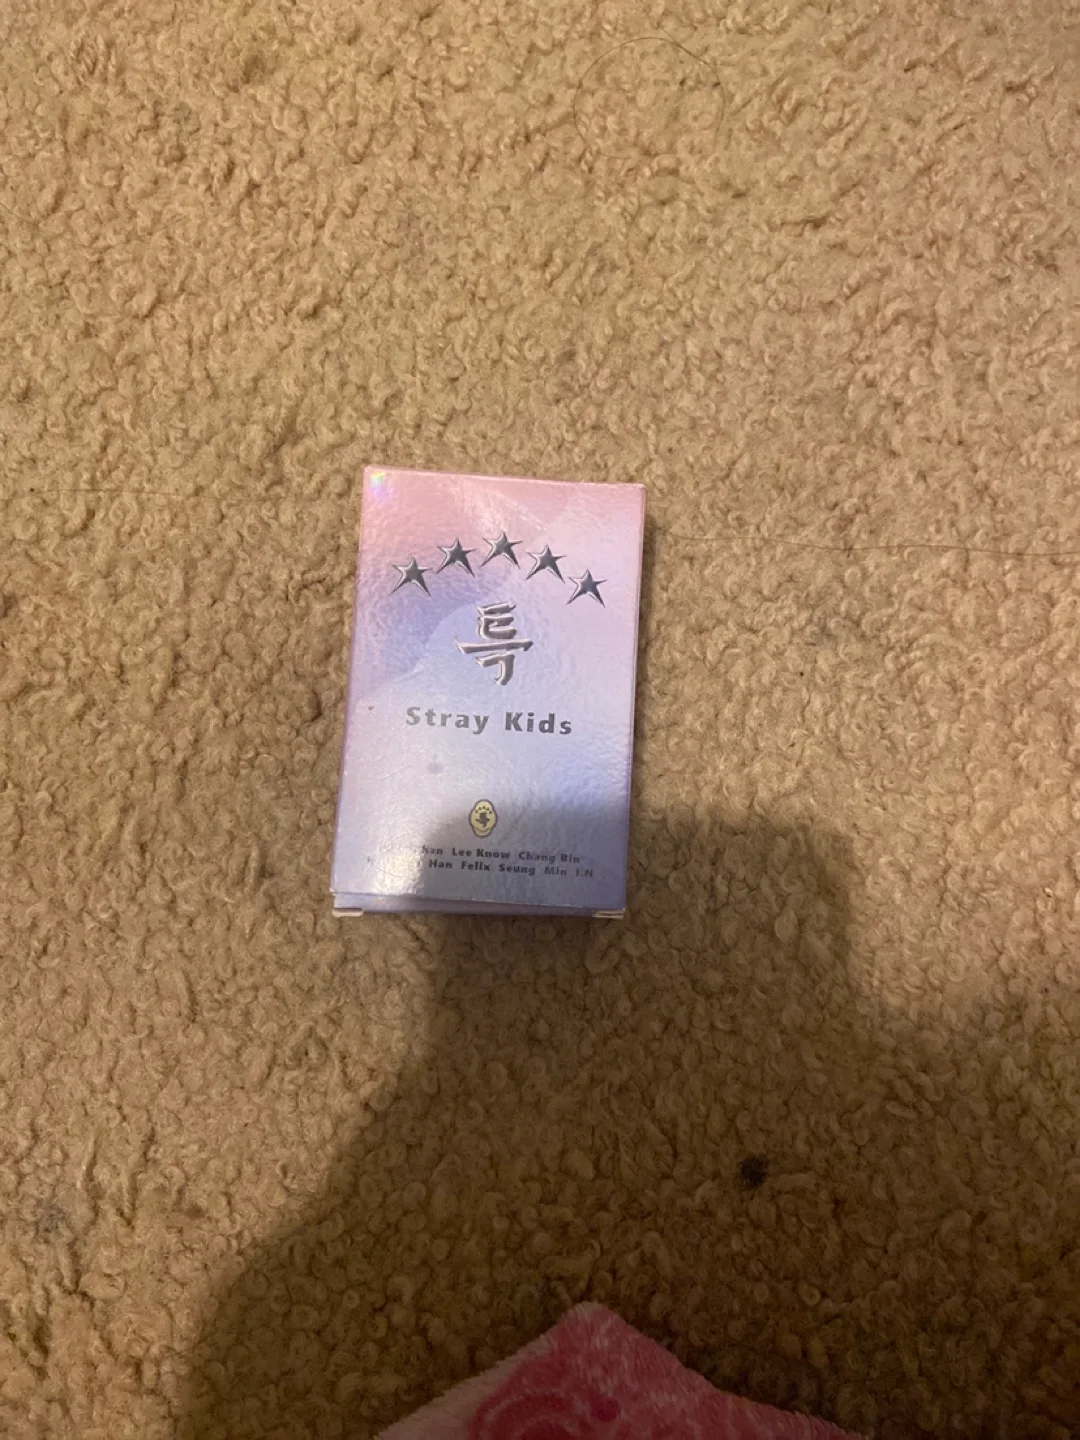 특
Stray Kids
Lee Know Chang Bin
Han Felix Seung Min I.N